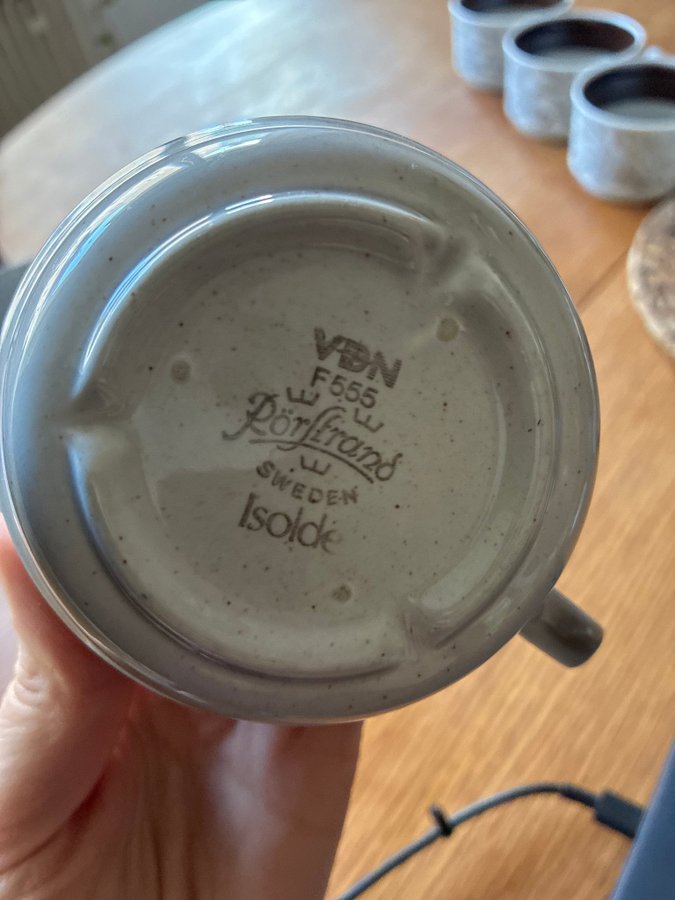 VDN
F555
Rörstrand
SWEDEN
Isolde